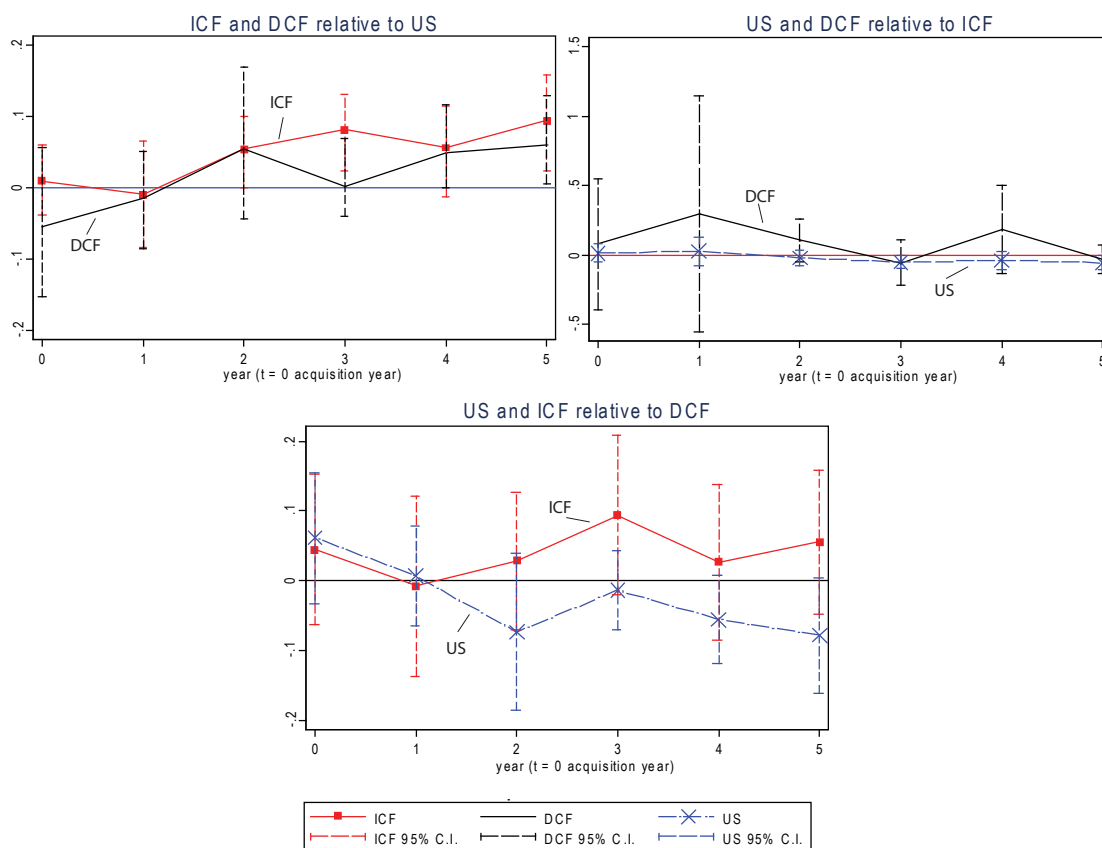 ICF and DCF relative to US
.2
.1
0
-.1
-.2
ICF
DCF
0 1 2 3 4 5
year (t = 0 acquisition year)
US and DCF relative to ICF
1.5
1
.5
0
-.5
DCF
US
0 1 2 3 4 5
year (t = 0 acquisition year)
US and ICF relative to DCF
.2
.1
0
-.1
-.2
ICF
US
0 1 2 3 4 5
year (t = 0 acquisition year)
ICF DCF US
ICF 95% C.I. DCF 95% C.I. US 95% C.I.